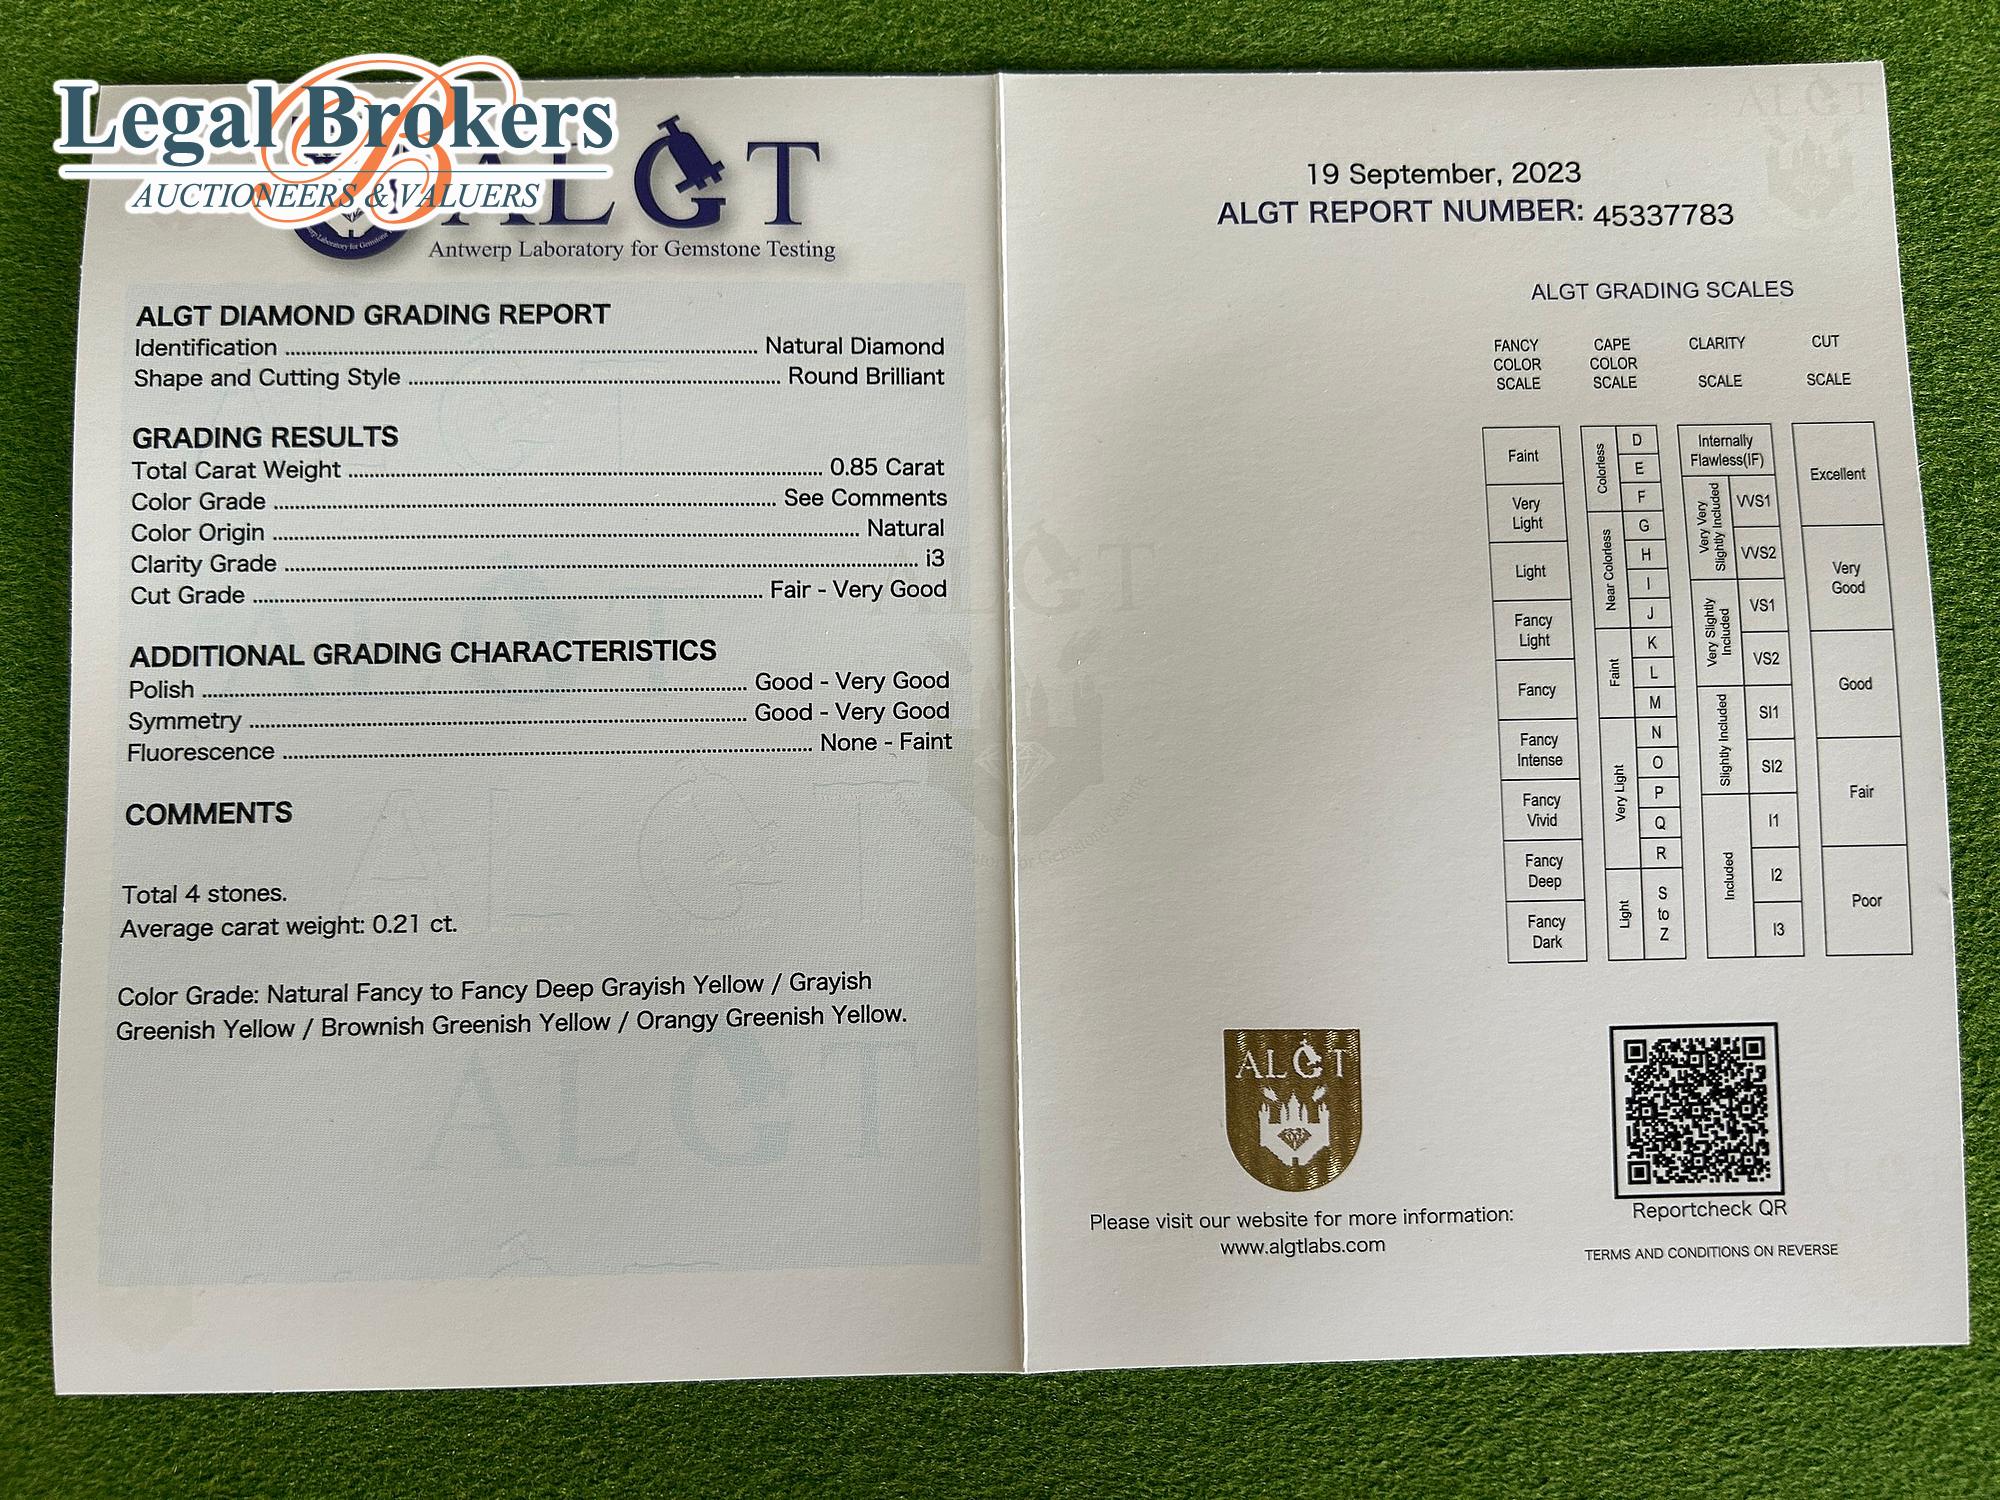 Legal Brokers
AUCTIONEERS & VALUERS
ALGT
Antwerp Laboratory for Gemstone Testing
ALGT DIAMOND GRADING REPORT
Identification ........ Natural Diamond
Shape and Cutting Style ........ Round Brilliant
GRADING RESULTS
Total Carat Weight ........ 0.85 Carat
Color Grade ........ See Comments
Color Origin ........ Natural
Clarity Grade ........ i3
Cut Grade ........ Fair - Very Good
ADDITIONAL GRADING CHARACTERISTICS
Polish ........ Good - Very Good
Symmetry ........ Good - Very Good
Fluorescence ........ None - Faint
COMMENTS
Total 4 stones.
Average carat weight: 0.21 ct.
Color Grade: Natural Fancy to Fancy Deep Grayish Yellow / Grayish
Greenish Yellow / Brownish Greenish Yellow / Orangy Greenish Yellow.
19 September, 2023
ALGT REPORT NUMBER: 45337783
ALGT GRADING SCALES
FANCY
COLOR
SCALE
Faint
Very
Light
Light
Fancy
Light
Fancy
Fancy
Intense
Fancy
Vivid
Fancy
Deep
Fancy
Dark
CAPE
COLOR
SCALE
Colorless
D
E
F
Near Colorless
G
H
I
J
Faint
K
L
M
Very Light
N
O
P
Q
R
Light
S
to
Z
CLARITY
SCALE
Internally
Flawless(IF)
Very Very
Slightly Included
VVS1
VVS2
Very Slightly
Included
VS1
VS2
Slightly Included
SI1
SI2
Included
I1
I2
I3
CUT
SCALE
Excellent
Very
Good
Good
Fair
Poor
ALGT
Please visit our website for more information:
www.algtlabs.com
Reportcheck QR
TERMS AND CONDITIONS ON REVERSE